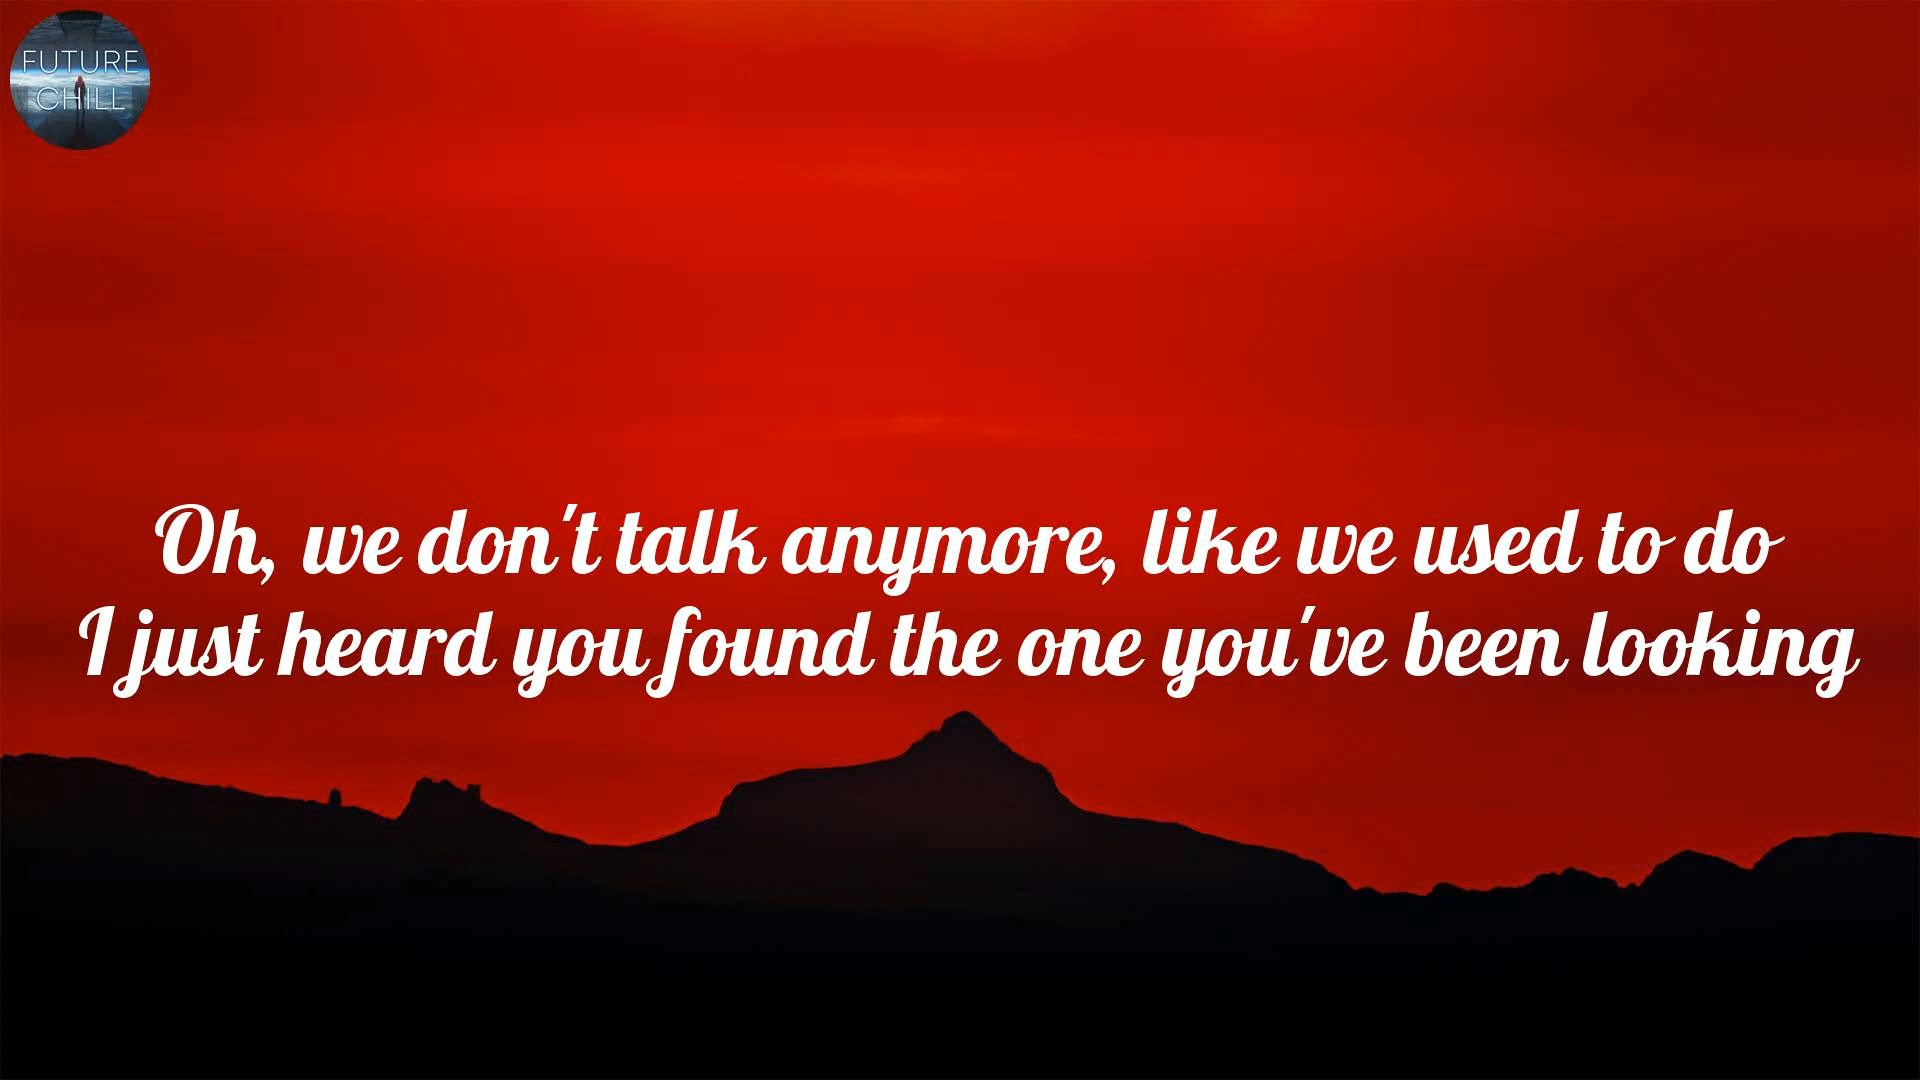 FUTURE
CHILL
Oh, we don't talk anymore, like we used to do
I just heard you found the one you've been looking